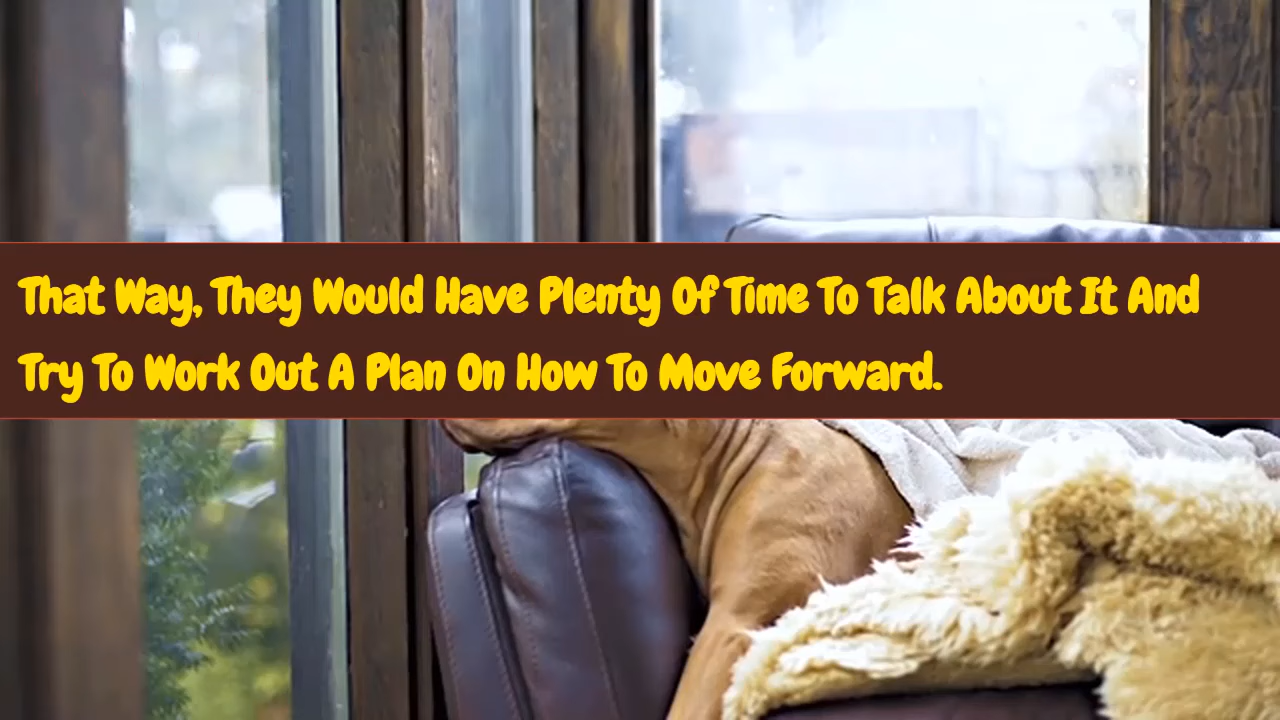 That Way, They Would Have Plenty Of Time To Talk About It And
Try To Work Out A Plan On How To Move Forward.